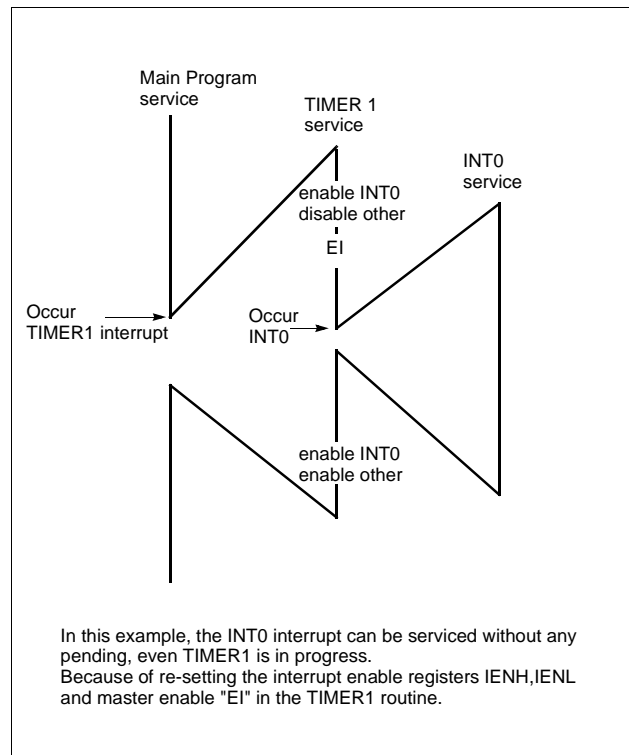 Main Program
service
TIMER 1
service
INT0
service
enable INT0
disable other
EI
Occur
TIMER1 interrupt
Occur
INT0
enable INT0
enable other
In this example, the INT0 interrupt can be serviced without any
pending, even TIMER1 is in progress.
Because of re-setting the interrupt enable registers IENH,IENL
and master enable "EI" in the TIMER1 routine.